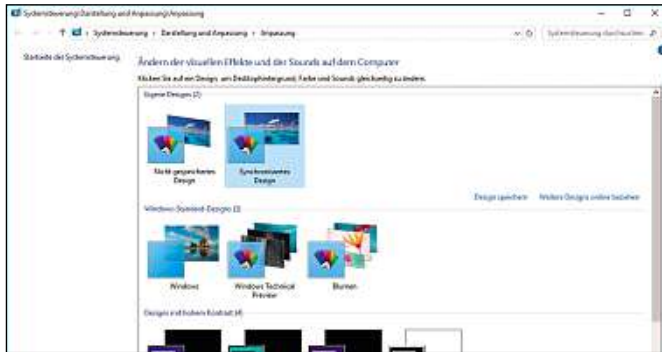 Systemsteuerung\Darstellung und Anpassung\Anpassung
Systemsteuerung › Darstellung und Anpassung › Anpassung
Systemsteuerung durchsuchen
Startseite der Systemsteuerung
Ändern der visuellen Effekte und der Sounds auf dem Computer
Klicken Sie auf ein Design, um Desktophintergrund, Farbe und Sounds gleichzeitig zu ändern.
Eigene Designs (2)
Nicht gespeichertes
Design
Synchronisiertes
Design
Design speichern
Weitere Designs online beziehen
Windows-Standard-Designs (3)
Windows
Windows Technical
Preview
Blumen
Designs mit hohem Kontrast (4)